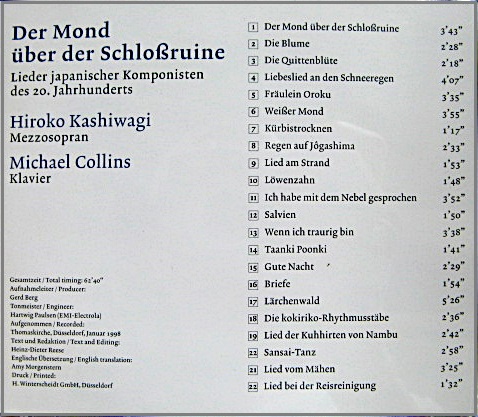 Der Mond
über der Schloßruine
Lieder japanischer Komponisten
des 20. Jahrhunderts
Hiroko Kashiwagi
Mezzosopran
Michael Collins
Klavier
Gesamtzeit / Total timing: 62'40"
Aufnahmeleiter / Producer:
Gerd Berg
Tonmeister / Engineer:
Hartwig Paulsen (EMI-Electrola)
Aufgenommen / Recorded:
Thomaskirche, Düsseldorf, Januar 1998
Text und Redaktion / Text and Editing:
Heinz-Dieter Reese
Englische Übersetzung / English translation:
Amy Morgenstern
Druck / Printed:
H. Winterscheidt GmbH, Düsseldorf
1 Der Mond über der Schloßruine 3'43"
2 Die Blume 2'28"
3 Die Quittenblüte 2'18"
4 Liebeslied an den Schneeregen 4'07"
5 Fräulein Oroku 3'35"
6 Weißer Mond 3'55"
7 Kürbistrocknen 1'17"
8 Regen auf Jôgashima 2'33"
9 Lied am Strand 1'53"
10 Löwenzahn 1'48"
11 Ich habe mit dem Nebel gesprochen 3'52"
12 Salvien 1'50"
13 Wenn ich traurig bin 3'38"
14 Taanki Poonki 1'41"
15 Gute Nacht 2'29"
16 Briefe 1'54"
17 Lärchenwald 5'26"
18 Die kokiriko-Rhythmusstäbe 2'36"
19 Lied der Kuhhirten von Nambu 2'42"
22 Sansai-Tanz 2'58"
21 Lied vom Mähen 3'25"
22 Lied bei der Reisreinigung 1'32"